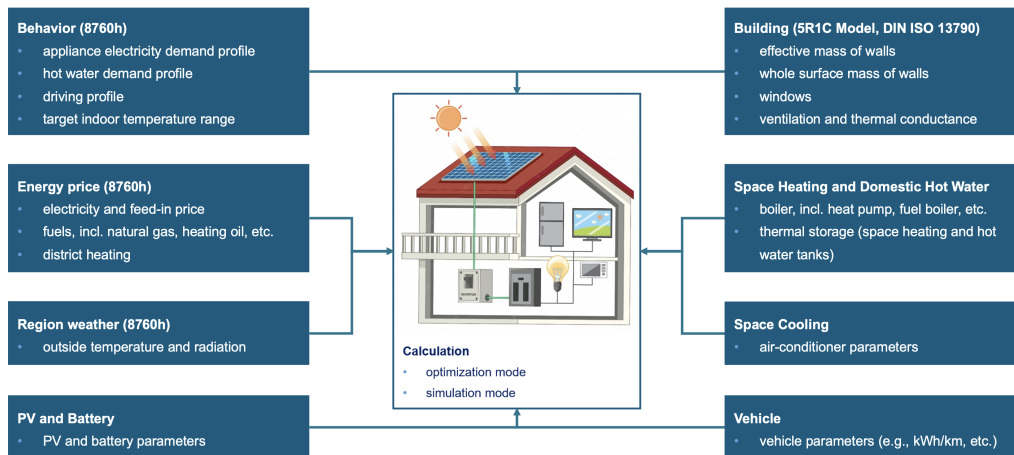 Behavior (8760h)
• appliance electricity demand profile
• hot water demand profile
• driving profile
• target indoor temperature range
Energy price (8760h)
• electricity and feed-in price
• fuels, incl. natural gas, heating oil, etc.
• district heating
Region weather (8760h)
• outside temperature and radiation
PV and Battery
• PV and battery parameters
Calculation
• optimization mode
• simulation mode
Building (5R1C Model, DIN ISO 13790)
• effective mass of walls
• whole surface mass of walls
• windows
• ventilation and thermal conductance
Space Heating and Domestic Hot Water
• boiler, incl. heat pump, fuel boiler, etc.
• thermal storage (space heating and hot
water tanks)
Space Cooling
• air-conditioner parameters
Vehicle
• vehicle parameters (e.g., kWh/km, etc.)